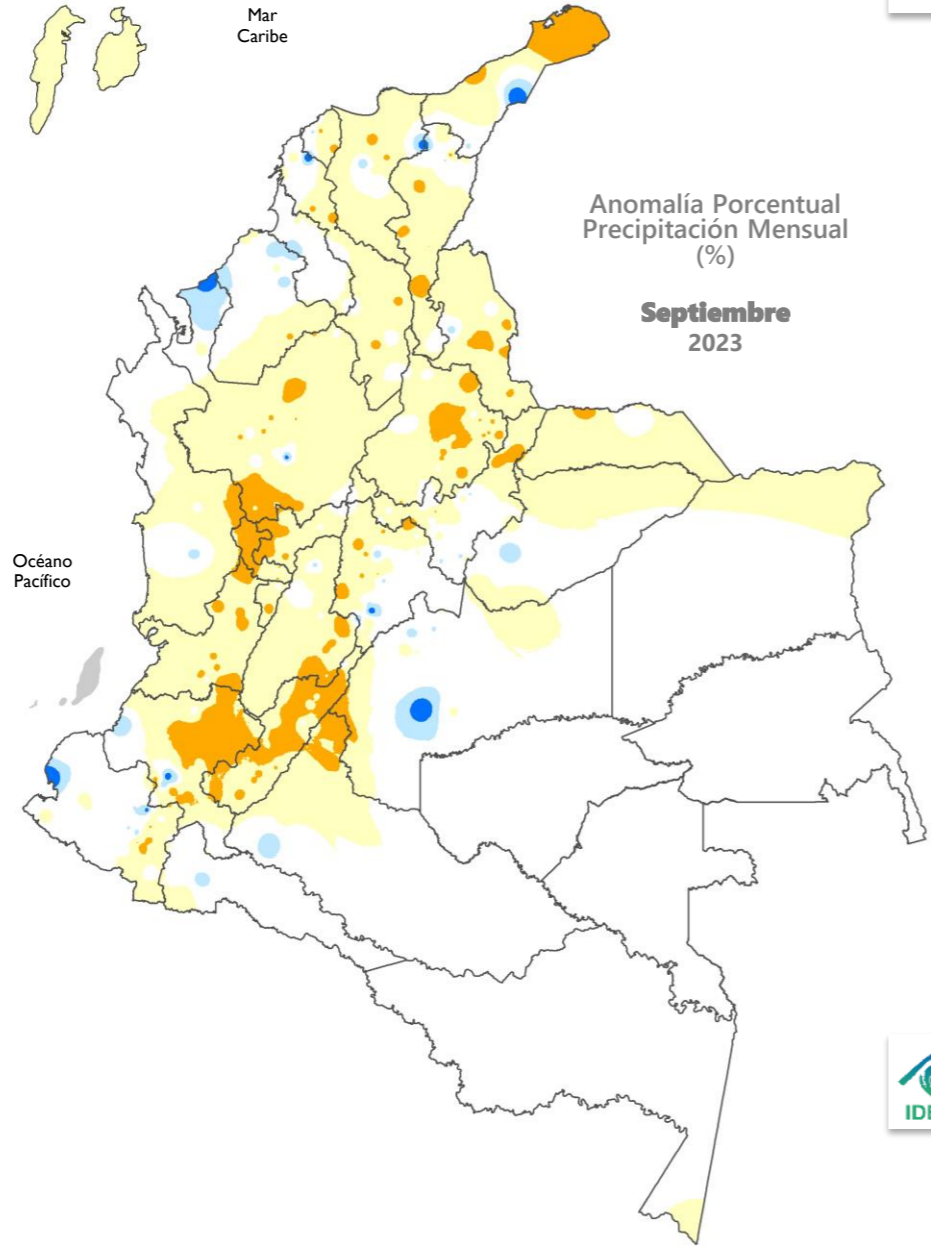 Mar
Caribe
Anomalía Porcentual
Precipitación Mensual
(%)
Septiembre
2023
Océano
Pacífico